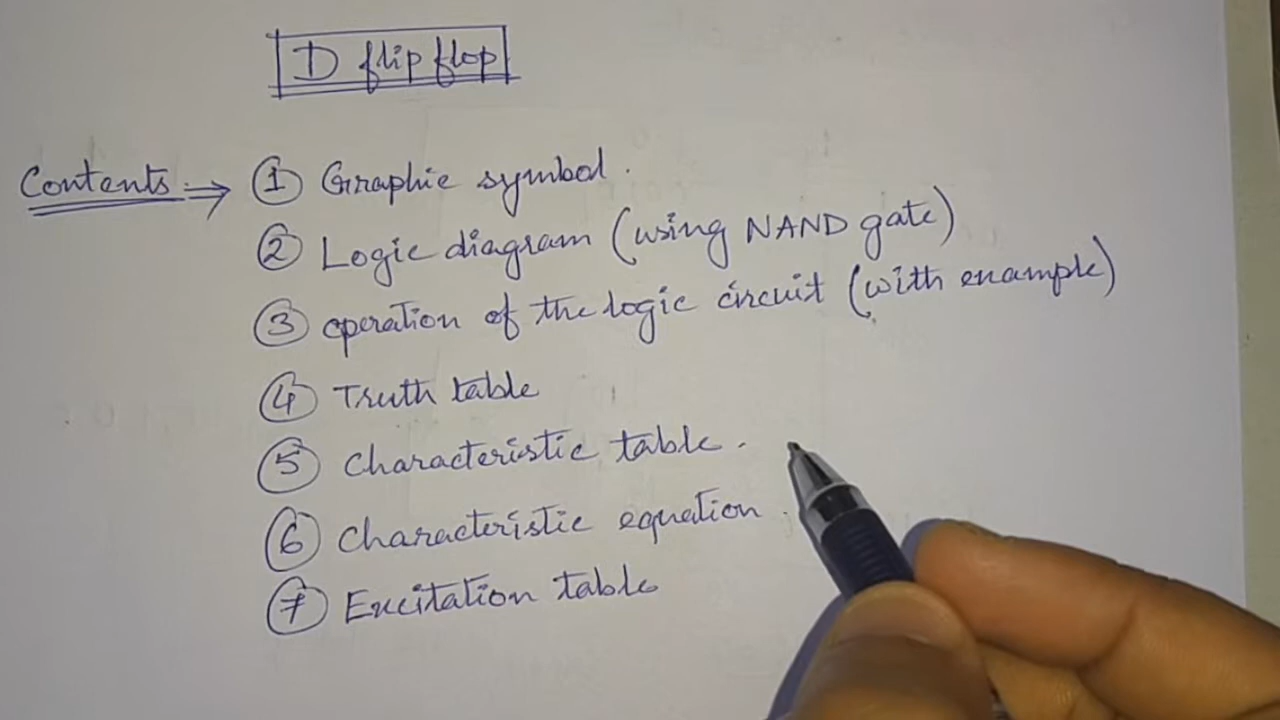 D flip flop
Contents ⇒ ① Graphic symbol.
② Logic diagram (using NAND gate)
③ operation of the logic circuit (with example)
④ Truth table
⑤ characteristic table.
⑥ characteristic equation.
⑦ Excitation table